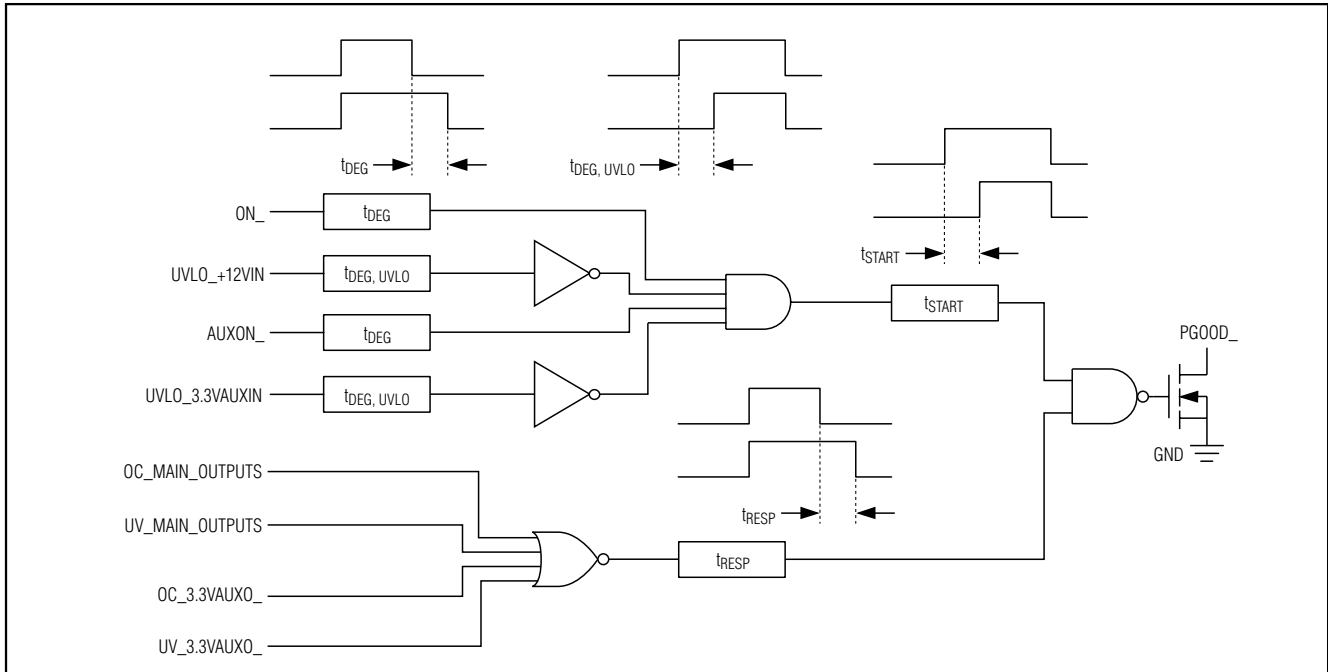 tDEG
tDEG, UVLO
tSTART
ON_
tDEG
UVLO_+12VIN
tDEG, UVLO
AUXON_
tDEG
UVLO_3.3VAUXIN
tDEG, UVLO
tSTART
PGOOD_
GND
OC_MAIN_OUTPUTS
UV_MAIN_OUTPUTS
tRESP
tRESP
OC_3.3VAUXO_
UV_3.3VAUXO_